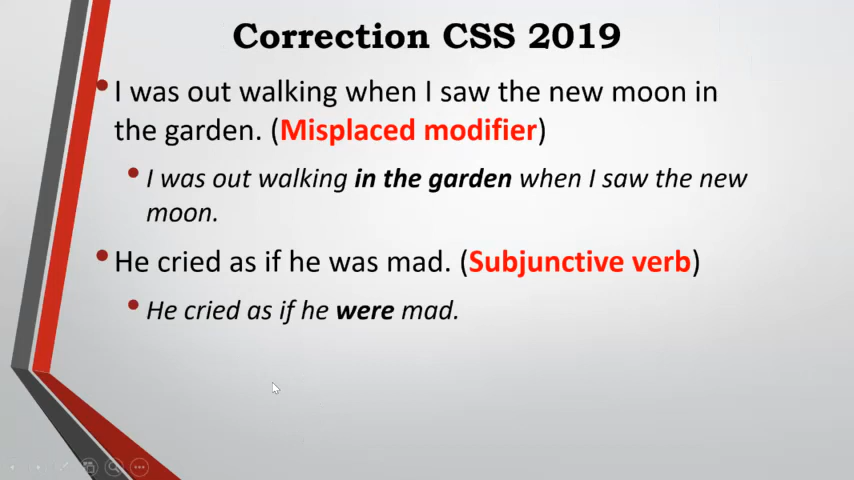 Correction CSS 2019
• I was out walking when I saw the new moon in
the garden. (Misplaced modifier)
• I was out walking in the garden when I saw the new
moon.
• He cried as if he was mad. (Subjunctive verb)
• He cried as if he were mad.